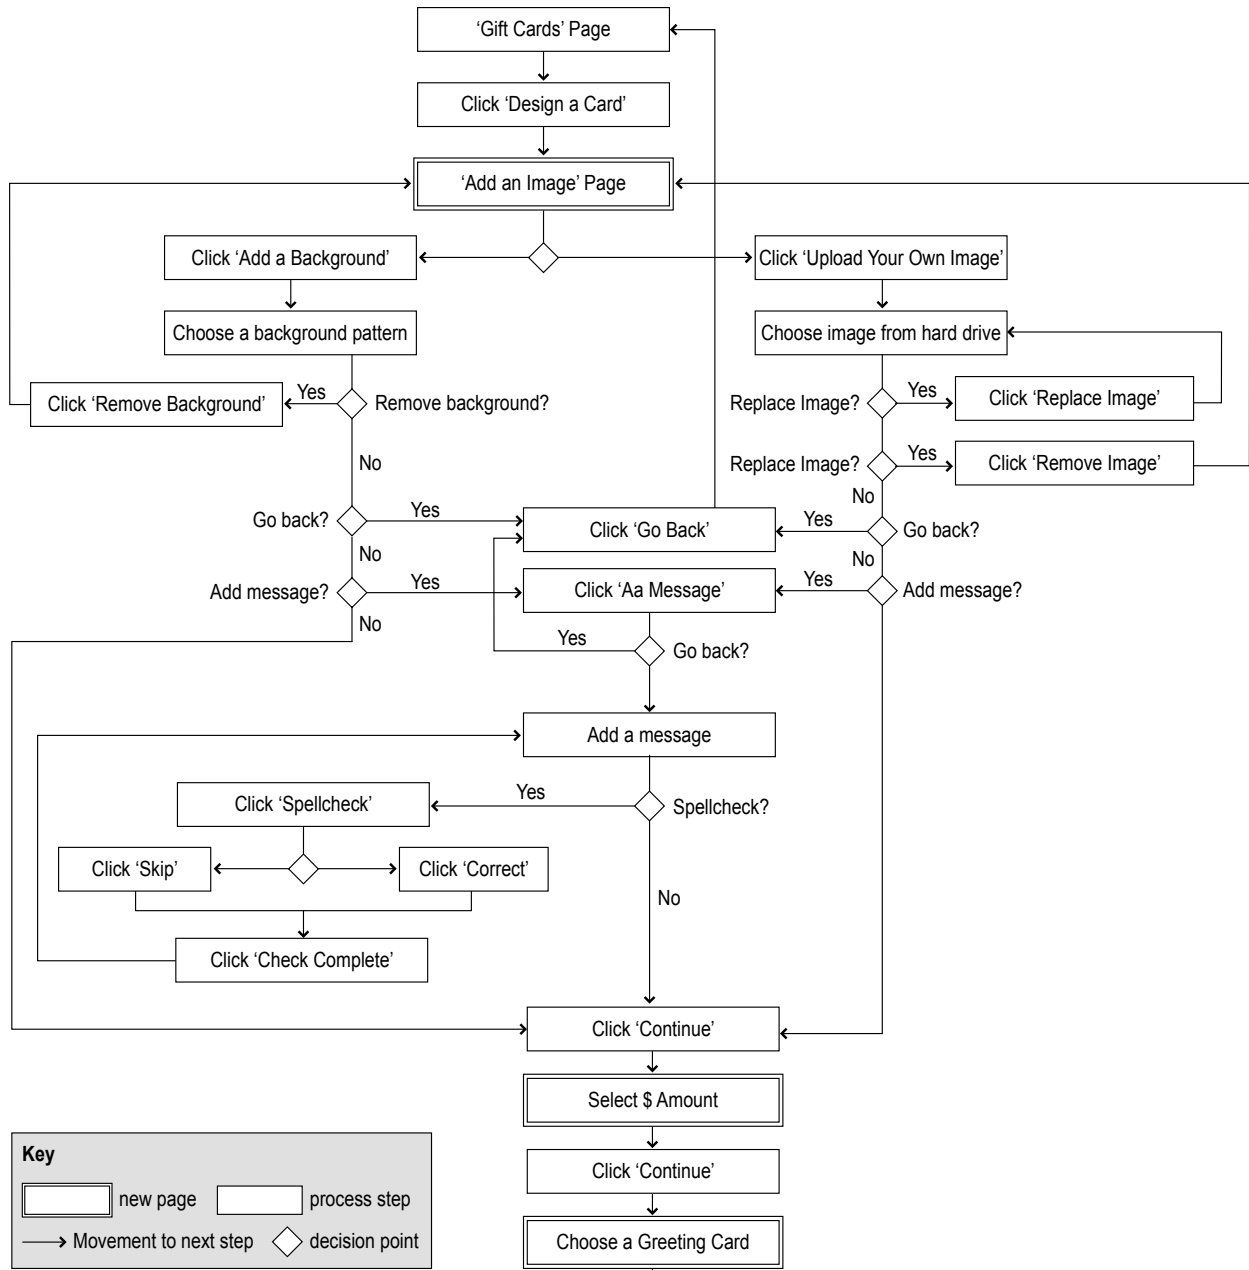 ‘Gift Cards’ Page
Click ‘Design a Card’
‘Add an Image’ Page
Click ‘Add a Background’
Click ‘Upload Your Own Image’
Choose a background pattern
Choose image from hard drive
Click ‘Remove Background’
Yes
Remove background?
Replace Image?
Yes
Click ‘Replace Image’
No
Replace Image?
Yes
Click ‘Remove Image’
No
Go back?
Yes
Click ‘Go Back’
Yes
Go back?
No
No
Add message?
Yes
Click ‘Aa Message’
Yes
Add message?
No
Yes
Go back?
Add a message
Click ‘Spellcheck’
Yes
Spellcheck?
Click ‘Skip’
Click ‘Correct’
No
Click ‘Check Complete’
Click ‘Continue’
Select $ Amount
Click ‘Continue’
Choose a Greeting Card
Key
new page
process step
Movement to next step
decision point